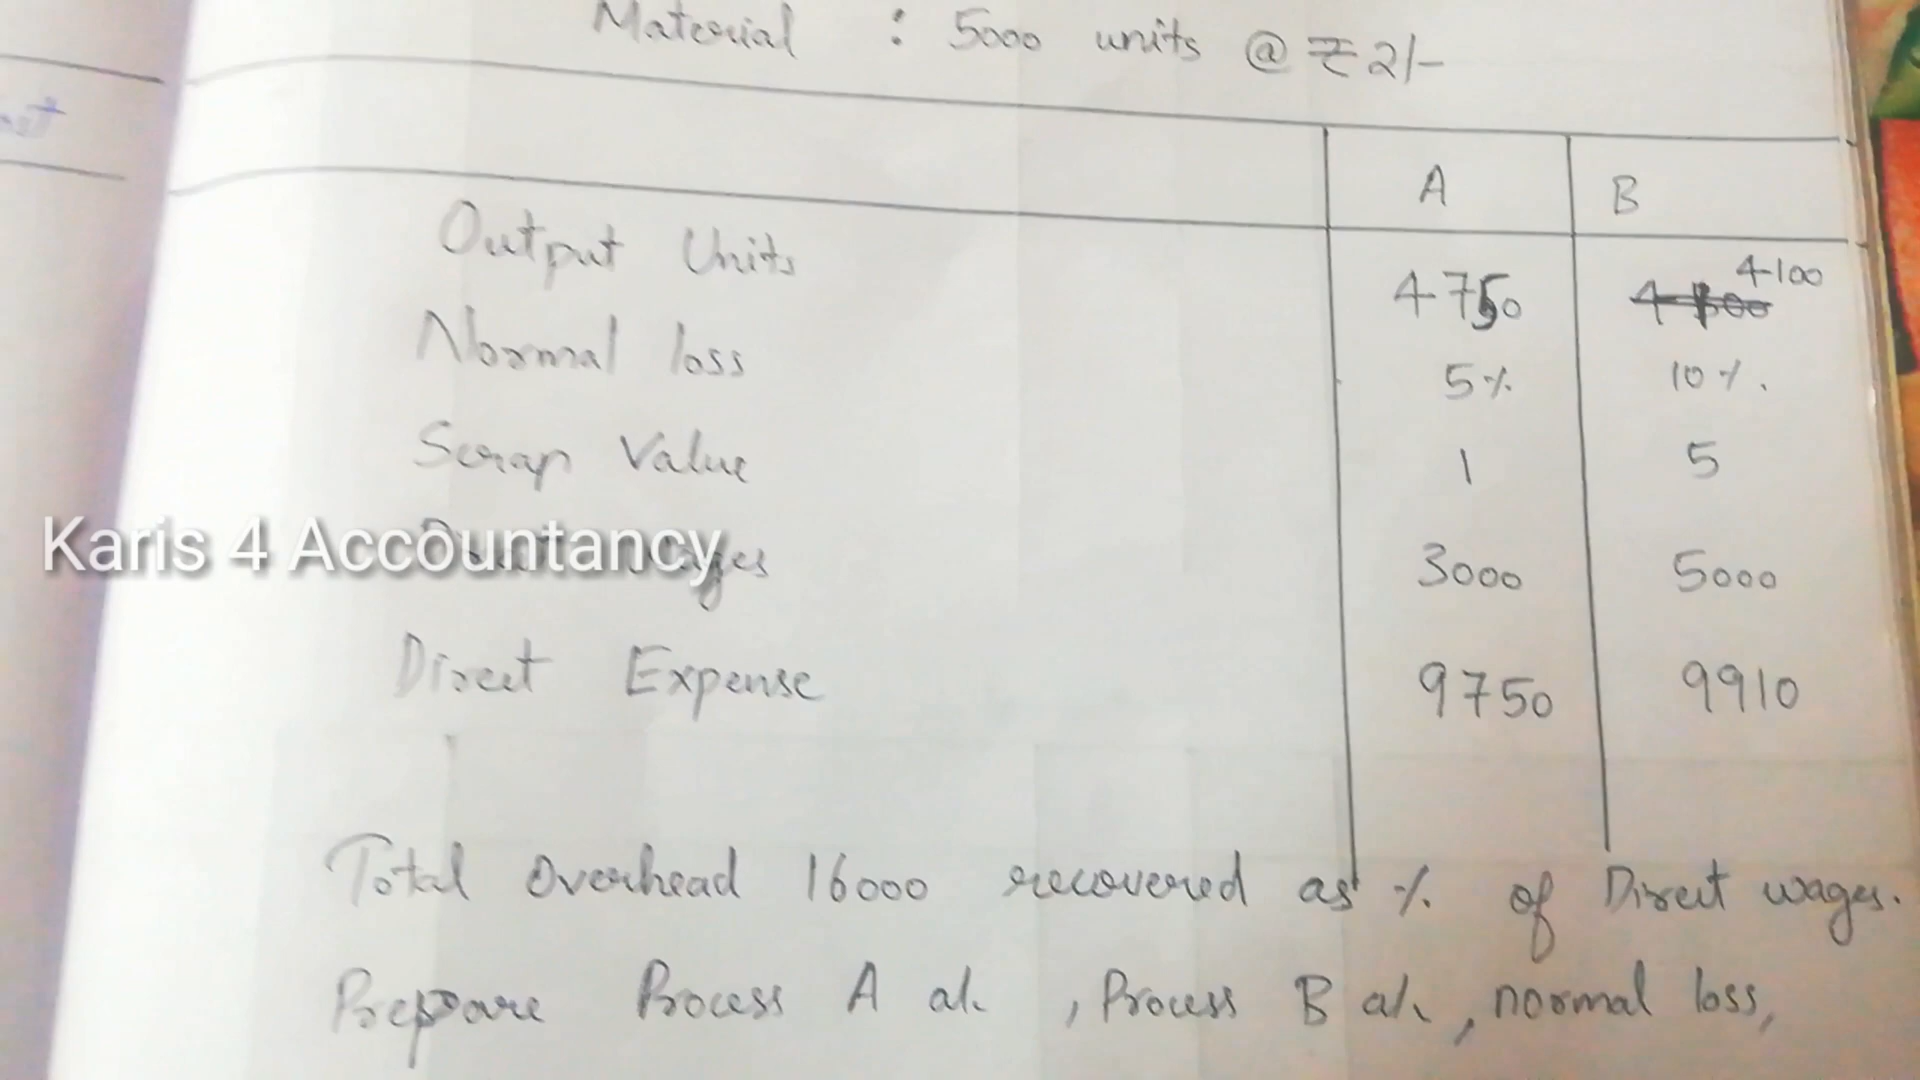 Material : 5000 units @ ₹2/-
A B
Output Units 4750 4100
Normal loss 5% 10%.
Scrap Value 1 5
Karis 4 Accountancy
Wages 3000 5000
Direct Expense 9750 9910
Total Overhead 16000 recovered as % of Direct wages.
Prepare Process A a/c, Process B a/c, normal loss,